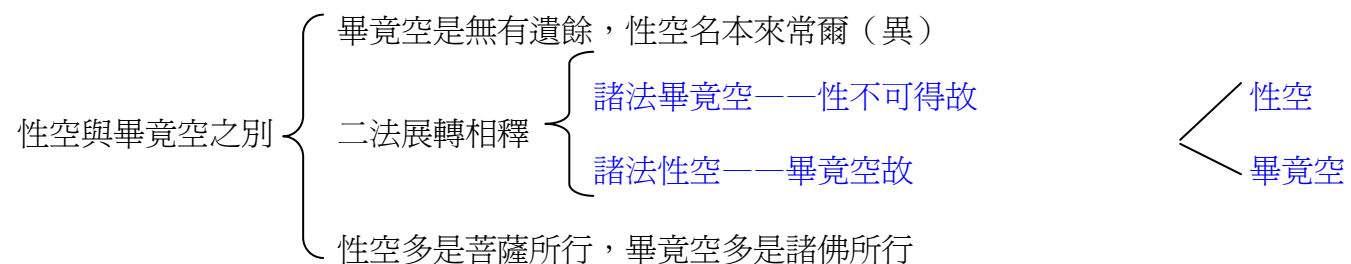 畢竟空是無有遺餘，性空名本來常爾（異）
諸法畢竟空——性不可得故
性空
性空與畢竟空之別
二法展轉相釋
諸法性空——畢竟空故
畢竟空
性空多是菩薩所行，畢竟空多是諸佛所行